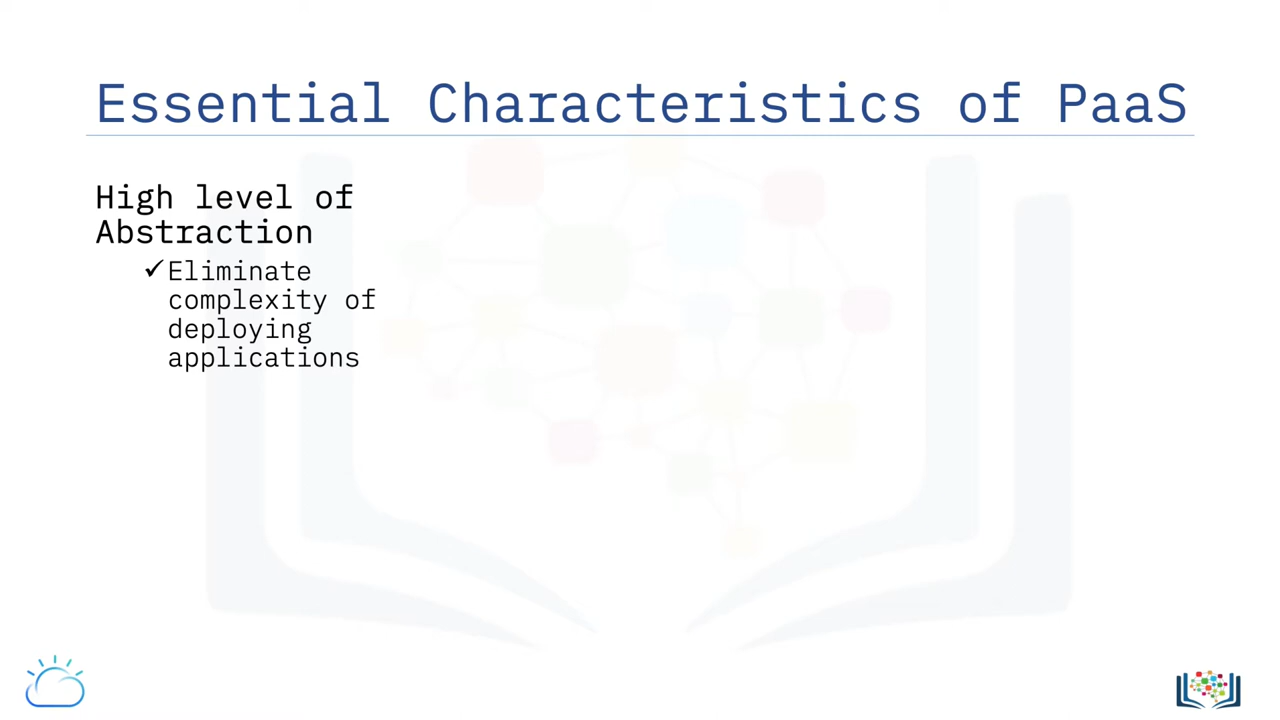 Essential Characteristics of PaaS
High level of
Abstraction
✓Eliminate
complexity of
deploying
applications